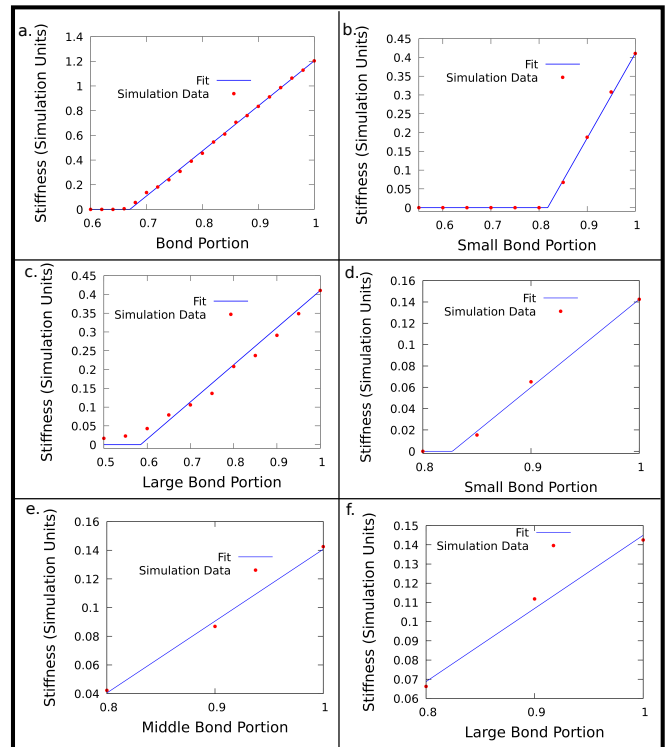 a.
Stiffness (Simulation Units)
1.4
1.2
1
0.8
0.6
0.4
0.2
0
Fit
Simulation Data
0.6 0.7 0.8 0.9 1
Bond Portion
b.
Stiffness (Simulation Units)
0.45
0.4
0.35
0.3
0.25
0.2
0.15
0.1
0.05
0
Fit
Simulation Data
0.6 0.7 0.8 0.9 1
Small Bond Portion
c.
Stiffness (Simulation Units)
0.45
0.4
0.35
0.3
0.25
0.2
0.15
0.1
0.05
0
Fit
Simulation Data
0.5 0.6 0.7 0.8 0.9 1
Large Bond Portion
d.
Stiffness (Simulation Units)
0.16
0.14
0.12
0.1
0.08
0.06
0.04
0.02
0
Fit
Simulation Data
0.8 0.9 1
Small Bond Portion
e.
Stiffness (Simulation Units)
0.16
0.14
0.12
0.1
0.08
0.06
0.04
Fit
Simulation Data
0.8 0.9 1
Middle Bond Portion
f.
Stiffness (Simulation Units)
0.15
0.14
0.13
0.12
0.11
0.1
0.09
0.08
0.07
0.06
Fit
Simulation Data
0.8 0.9 1
Large Bond Portion